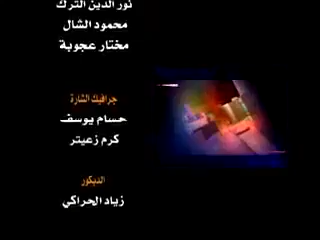 نور الدين الترك
محمود الشال
مختار عجوبة
جرافيك الشارة
حسام يوسف
كرم زعيتر
الديكور
زياد الحراكي